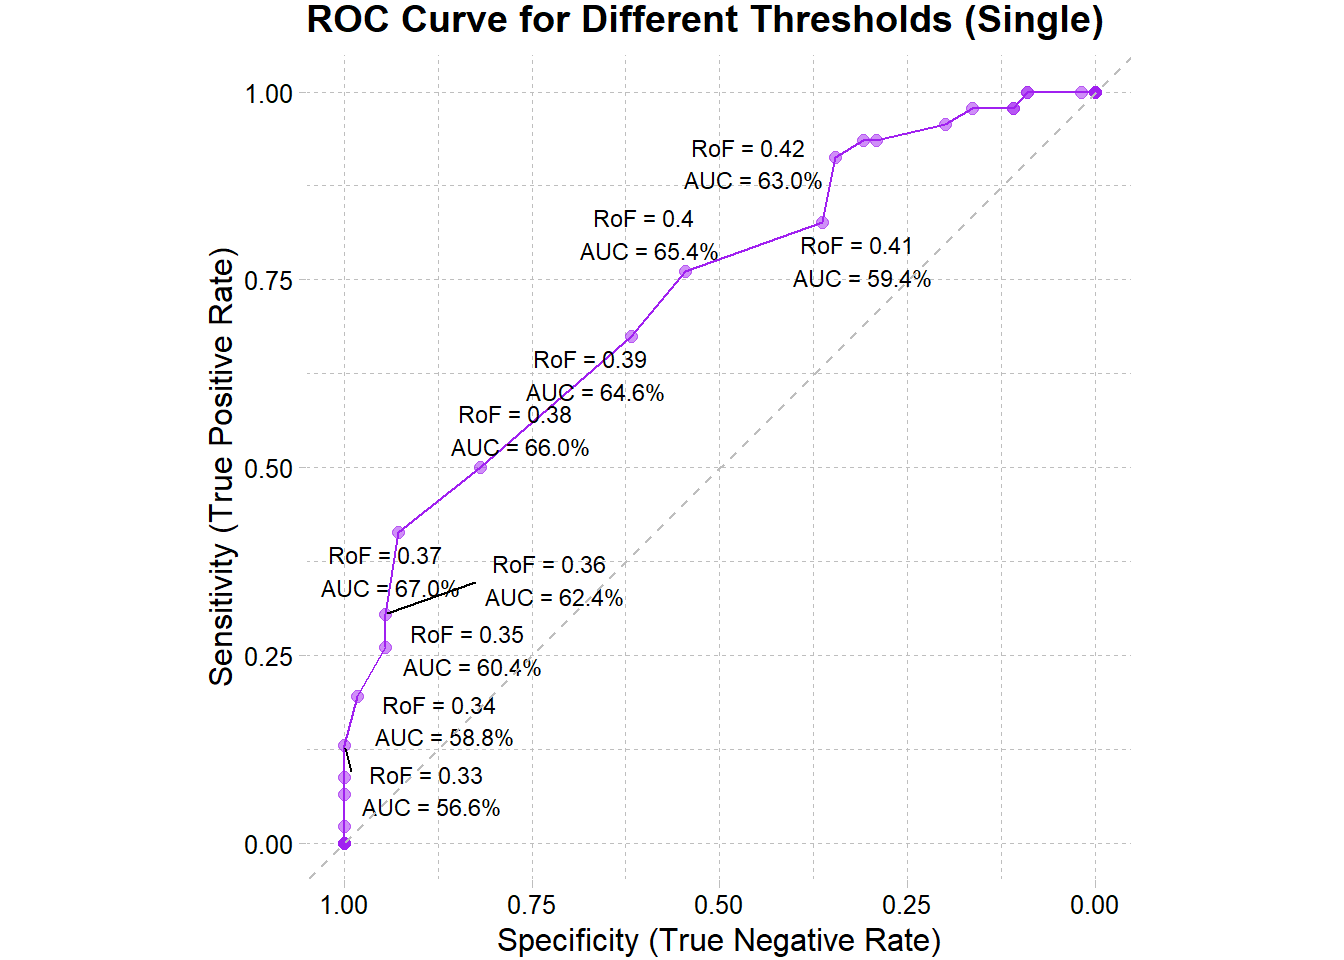 ROC Curve for Different Thresholds (Single)
Sensitivity (True Positive Rate)
1.00
0.75
0.50
0.25
0.00
RoF = 0.42
AUC = 63.0%
RoF = 0.4
AUC = 65.4%
RoF = 0.41
AUC = 59.4%
RoF = 0.39
AUC = 64.6%
RoF = 0.38
AUC = 66.0%
RoF = 0.37
AUC = 67.0%
RoF = 0.36
AUC = 62.4%
RoF = 0.35
AUC = 60.4%
RoF = 0.34
AUC = 58.8%
RoF = 0.33
AUC = 56.6%
1.00 0.75 0.50 0.25 0.00
Specificity (True Negative Rate)